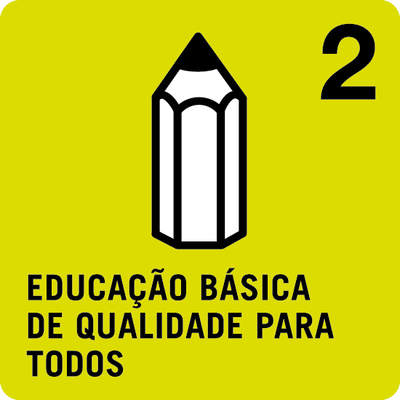 2
EDUCAÇÃO BÁSICA
DE QUALIDADE PARA
TODOS